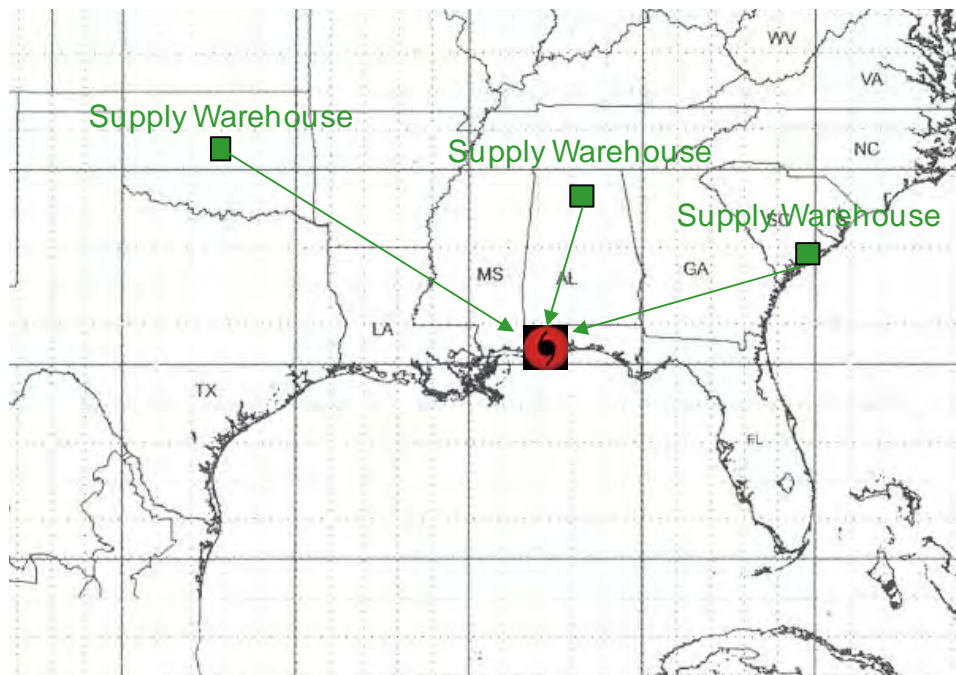 WV
VA
Supply Warehouse
NC
Supply Warehouse
Supply Warehouse
SC
MS
AL
GA
LA
TX
FL